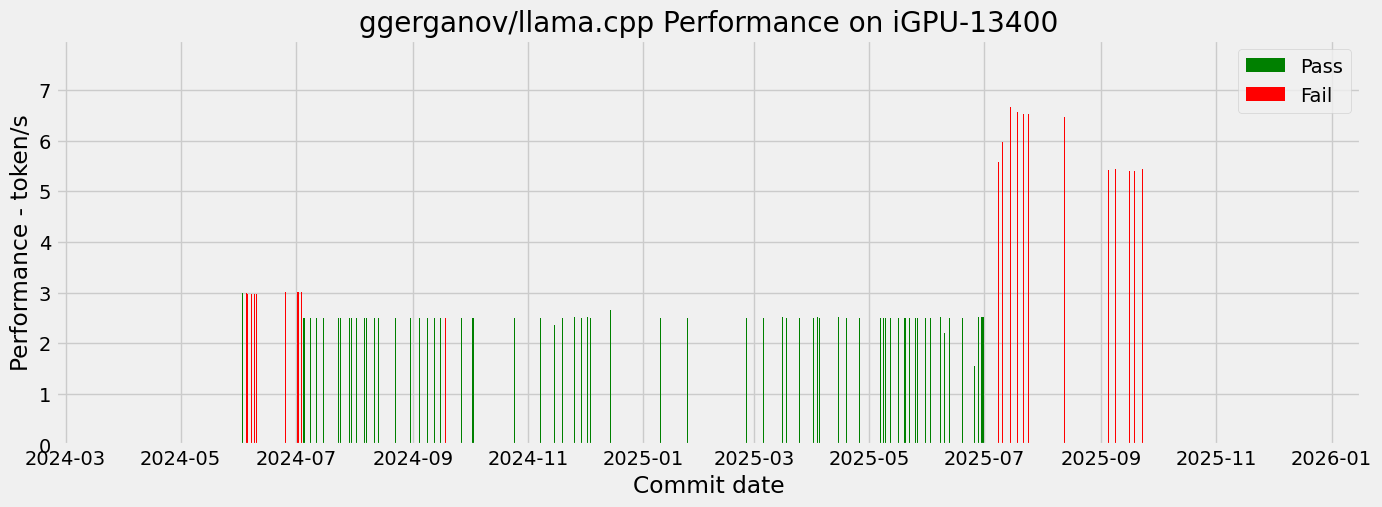 ggerganov/llama.cpp Performance on iGPU-13400
Pass
Fail
Performance - token/s
7
6
5
4
3
2
1
0
2024-03 2024-05 2024-07 2024-09 2024-11 2025-01 2025-03 2025-05 2025-07 2025-09 2025-11 2026-01
Commit date